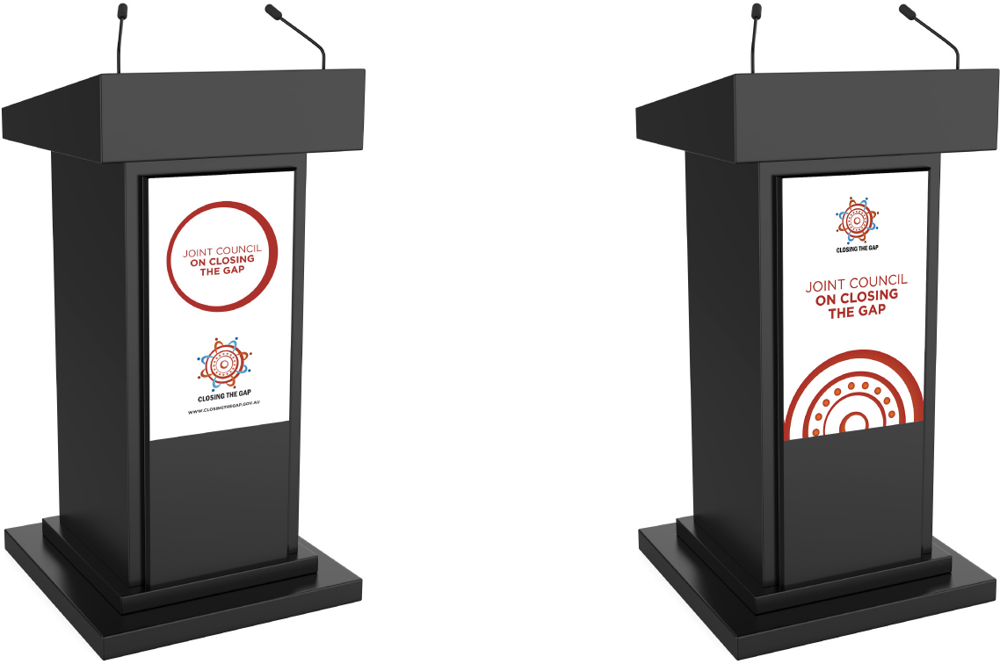 JOINT COUNCIL
ON CLOSING
THE GAP
CLOSING THE GAP
WWW.CLOSINGTHEGAP.GOV.AU
CLOSING THE GAP
JOINT COUNCIL
ON CLOSING
THE GAP